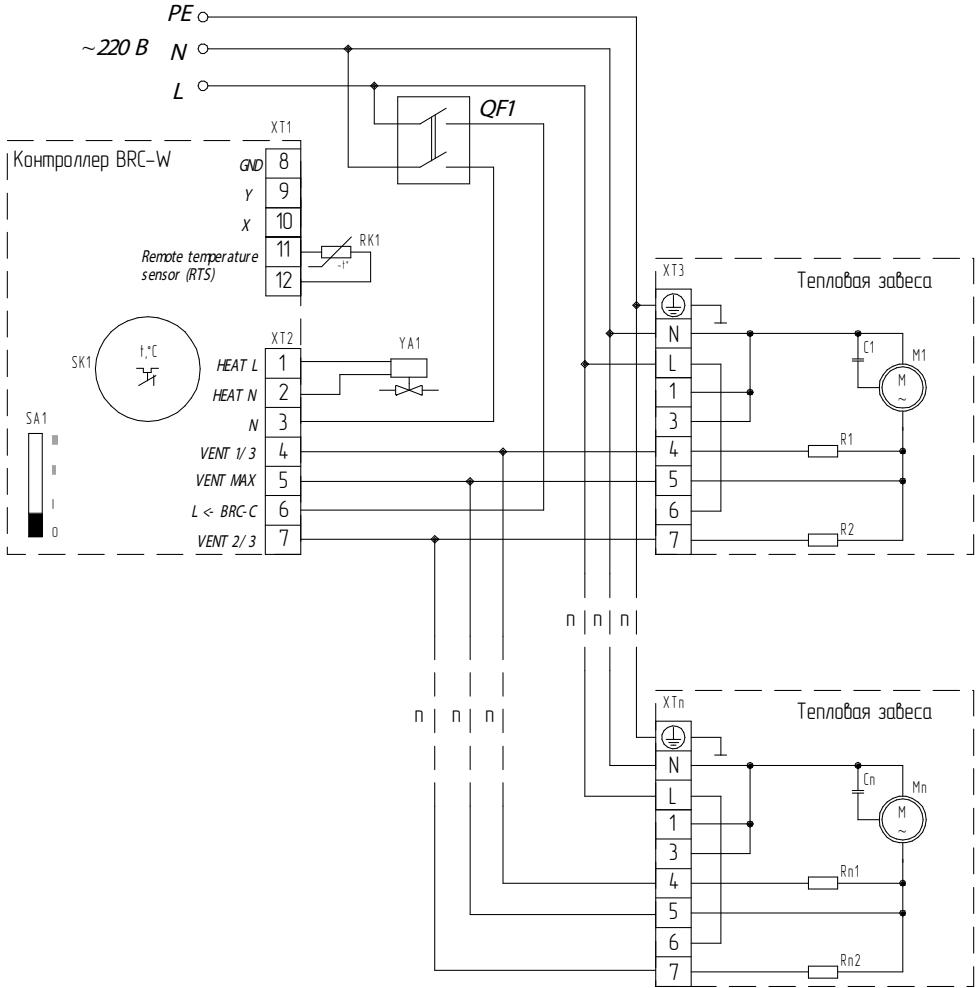 PE
~220 В N
L
QF1
XT1
Контроллер BRC-W
GND 8
Y 9
X 10
Remote temperature
sensor (RTS)
11
12
RK1
-t°
XT2
SK1
t,°C
HEAT L 1
HEAT N 2
N 3
VENT 1/3 4
VENT MAX 5
L <- BRC-C 6
VENT 2/3 7
YA1
SA1
III
II
I
0
XT3
Тепловая завеса
N
L
1
3
4
5
6
7
C1
M1
M
~
R1
R2
n n n
n n n
XTn
Тепловая завеса
N
L
1
3
4
5
6
7
Cn
Mn
M
~
Rn1
Rn2